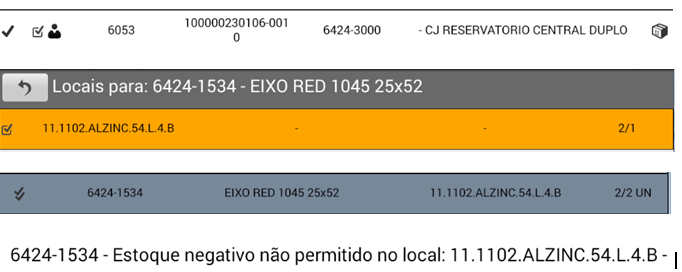 6053 100000230106-001 6424-3000 - CJ RESERVATORIO CENTRAL DUPLO
0
Locais para: 6424-1534 - EIXO RED 1045 25x52
11.1102.ALZINC.54.L.4.B - - 2/1
6424-1534 EIXO RED 1045 25x52 11.1102.ALZINC.54.L.4.B 2/2 UN
6424-1534 - Estoque negativo não permitido no local: 11.1102.ALZINC.54.L.4.B -